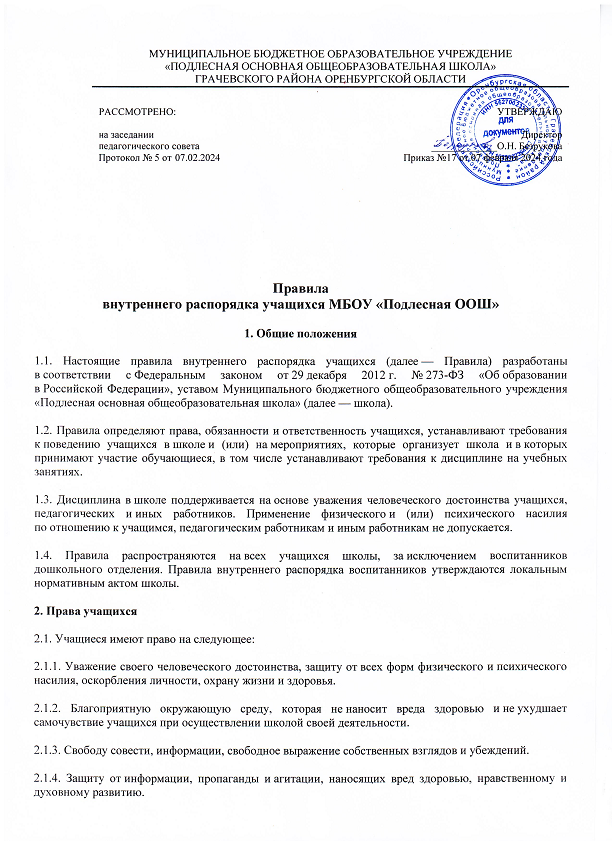 МУНИЦИПАЛЬНОЕ БЮДЖЕТНОЕ ОБРАЗОВАТЕЛЬНОЕ УЧРЕЖДЕНИЕ
«ПОДЛЕСНАЯ ОСНОВНАЯ ОБЩЕОБРАЗОВАТЕЛЬНАЯ ШКОЛА»
ГРАЧЕВСКОГО РАЙОНА ОРЕНБУРГСКОЙ ОБЛАСТИ
РАССМОТРЕНО: УТВЕРЖДАЮ
на заседании Директор
педагогического совета О.Н. Безрукова
Протокол № 5 от 07.02.2024 Приказ №17 от 07 февраля 2024 года
для
документов
Правила
внутреннего распорядка учащихся МБОУ «Подлесная ООШ»
1. Общие положения
1.1. Настоящие правила внутреннего распорядка учащихся (далее — Правила) разработаны
в соответствии с Федеральным законом от 29 декабря 2012 г. № 273-ФЗ «Об образовании
в Российской Федерации», уставом Муниципального бюджетного общеобразовательного учреждения
«Подлесная основная общеобразовательная школа» (далее — школа).
1.2. Правила определяют права, обязанности и ответственность учащихся, устанавливают требования
к поведению учащихся в школе и (или) на мероприятиях, которые организует школа и в которых
принимают участие обучающиеся, в том числе устанавливают требования к дисциплине на учебных
занятиях.
1.3. Дисциплина в школе поддерживается на основе уважения человеческого достоинства учащихся,
педагогических и иных работников. Применение физического и (или) психического насилия
по отношению к учащимся, педагогическим работникам и иным работникам не допускается.
1.4. Правила распространяются на всех учащихся школы, за исключением воспитанников
дошкольного отделения. Правила внутреннего распорядка воспитанников утверждаются локальным
нормативным актом школы.
2. Права учащихся
2.1. Учащиеся имеют право на следующее:
2.1.1. Уважение своего человеческого достоинства, защиту от всех форм физического и психического
насилия, оскорбления личности, охрану жизни и здоровья.
2.1.2. Благоприятную окружающую среду, которая не наносит вреда здоровью и не ухудшает
самочувствие учащихся при осуществлении школой своей деятельности.
2.1.3. Свободу совести, информации, свободное выражение собственных взглядов и убеждений.
2.1.4. Защиту от информации, пропаганды и агитации, наносящих вред здоровью, нравственному и
духовному развитию.